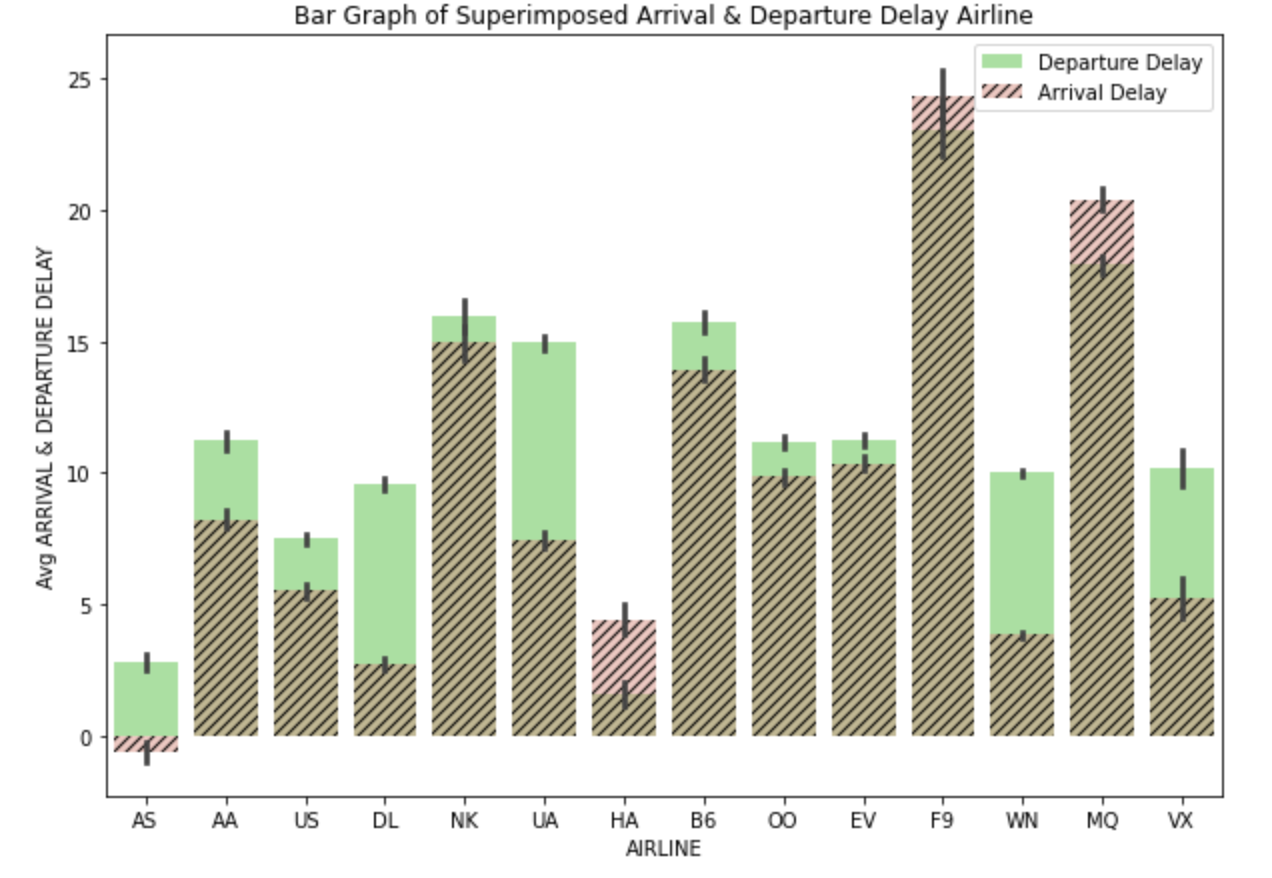 Bar Graph of Superimposed Arrival & Departure Delay Airline
Departure Delay
Arrival Delay
Avg ARRIVAL & DEPARTURE DELAY
25
20
15
10
5
0
AS AA US DL NK UA HA B6 OO EV F9 WN MQ VX
AIRLINE